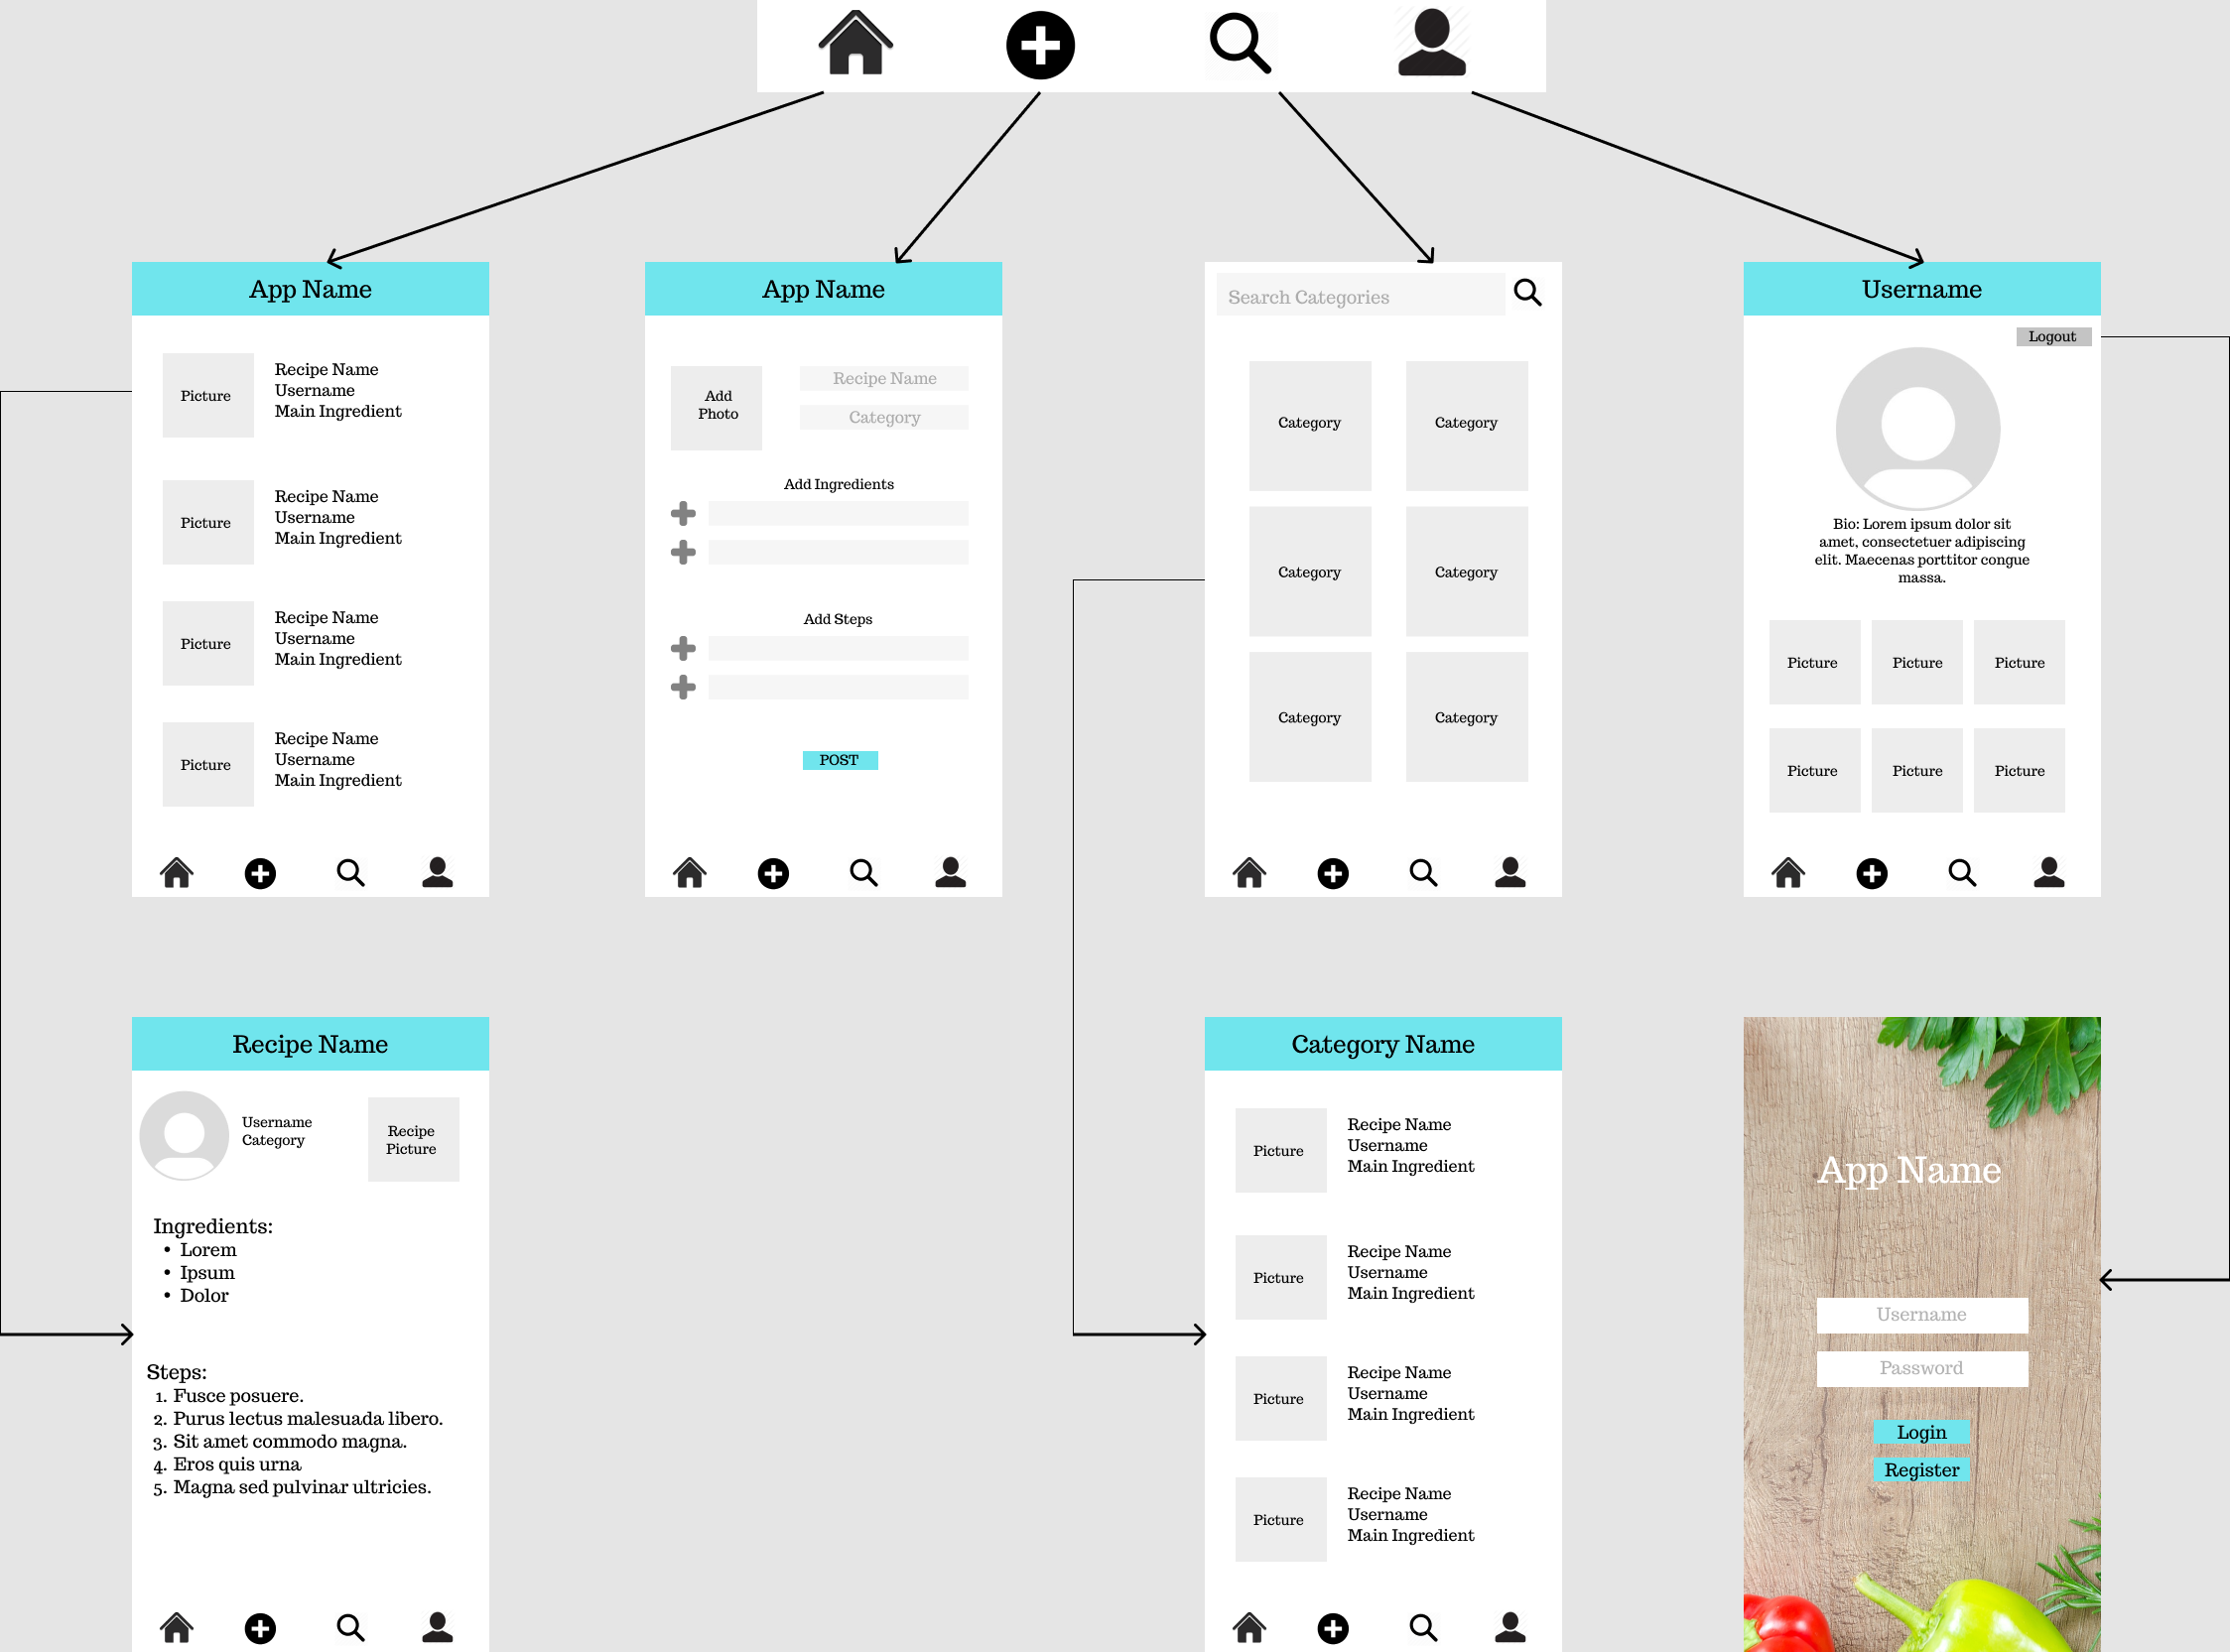 App Name
Picture
Recipe Name
Username
Main Ingredient
Picture
Recipe Name
Username
Main Ingredient
Picture
Recipe Name
Username
Main Ingredient
Picture
Recipe Name
Username
Main Ingredient
App Name
Add
Photo
Recipe Name
Category
Add Ingredients
Add Steps
POST
Search Categories
Category
Category
Category
Category
Category
Category
Username
Logout
Bio: Lorem ipsum dolor sit
amet, consectetuer adipiscing
elit. Maecenas porttitor congue
massa.
Picture
Picture
Picture
Picture
Picture
Picture
Recipe Name
Username
Category
Recipe
Picture
Ingredients:
• Lorem
• Ipsum
• Dolor
Steps:
1. Fusce posuere.
2. Purus lectus malesuada libero.
3. Sit amet commodo magna.
4. Eros quis urna
5. Magna sed pulvinar ultricies.
Category Name
Picture
Recipe Name
Username
Main Ingredient
Picture
Recipe Name
Username
Main Ingredient
Picture
Recipe Name
Username
Main Ingredient
Picture
Recipe Name
Username
Main Ingredient
App Name
Username
Password
Login
Register